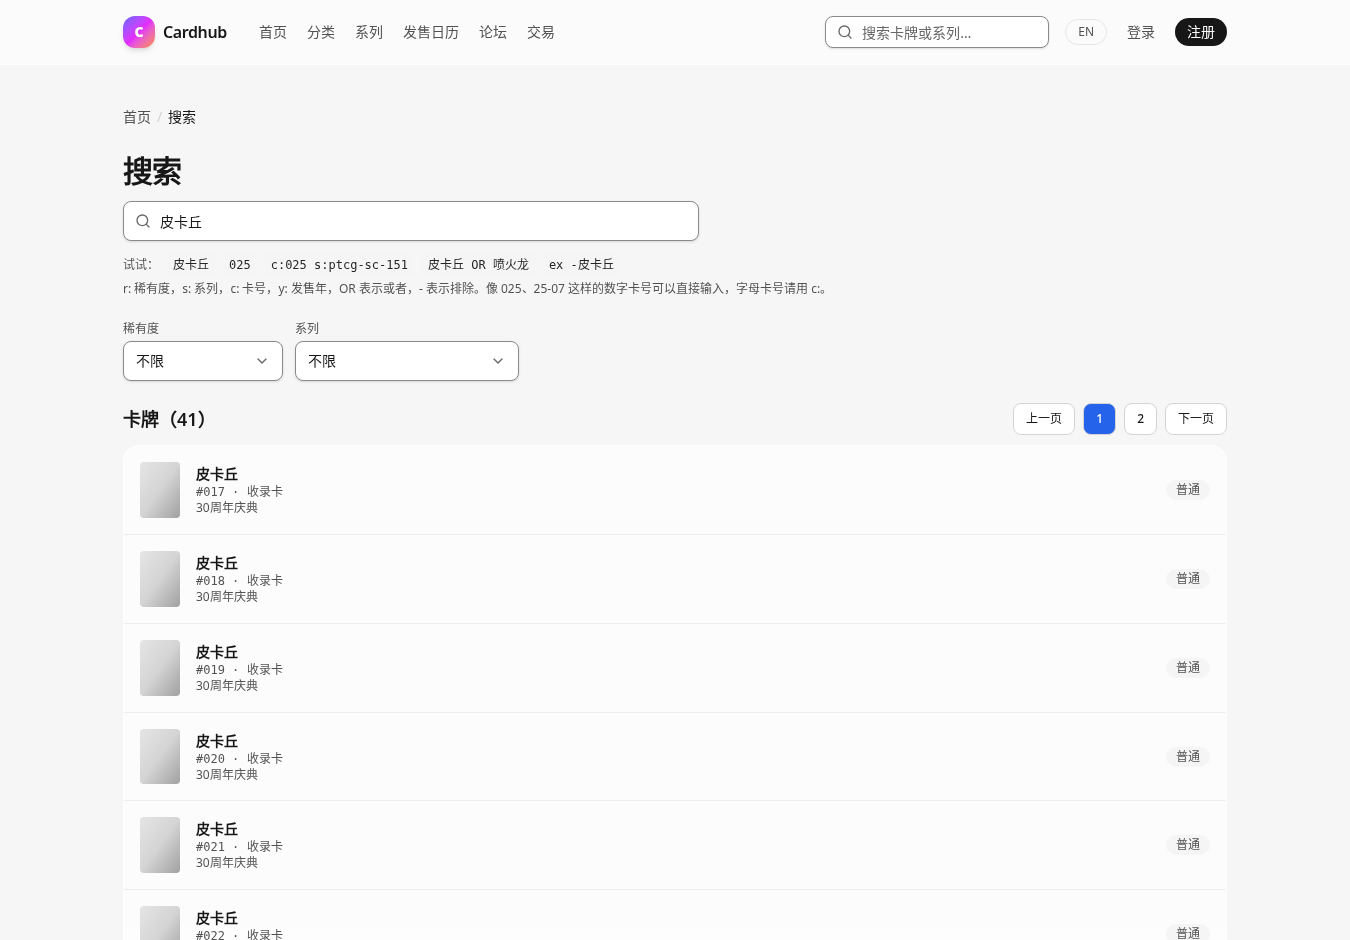 C Cardhub 首页 分类 系列 发售日历 论坛 交易 搜索卡牌或系列... EN 登录 注册
首页 / 搜索
搜索
皮卡丘
试试： 皮卡丘 025 c:025 s:ptcg-sc-151 皮卡丘 OR 喷火龙 ex -皮卡丘
r: 稀有度，s: 系列，c: 卡号，y: 发售年，OR 表示或者，- 表示排除。像 025、25-07 这样的数字卡号可以直接输入，字母卡号请用 c:。
稀有度 系列
不限 不限
卡牌（41） 上一页 1 2 下一页
皮卡丘
#017 · 收录卡
30周年庆典
普通
皮卡丘
#018 · 收录卡
30周年庆典
普通
皮卡丘
#019 · 收录卡
30周年庆典
普通
皮卡丘
#020 · 收录卡
30周年庆典
普通
皮卡丘
#021 · 收录卡
30周年庆典
普通
皮卡丘
#022 · 收录卡
普通